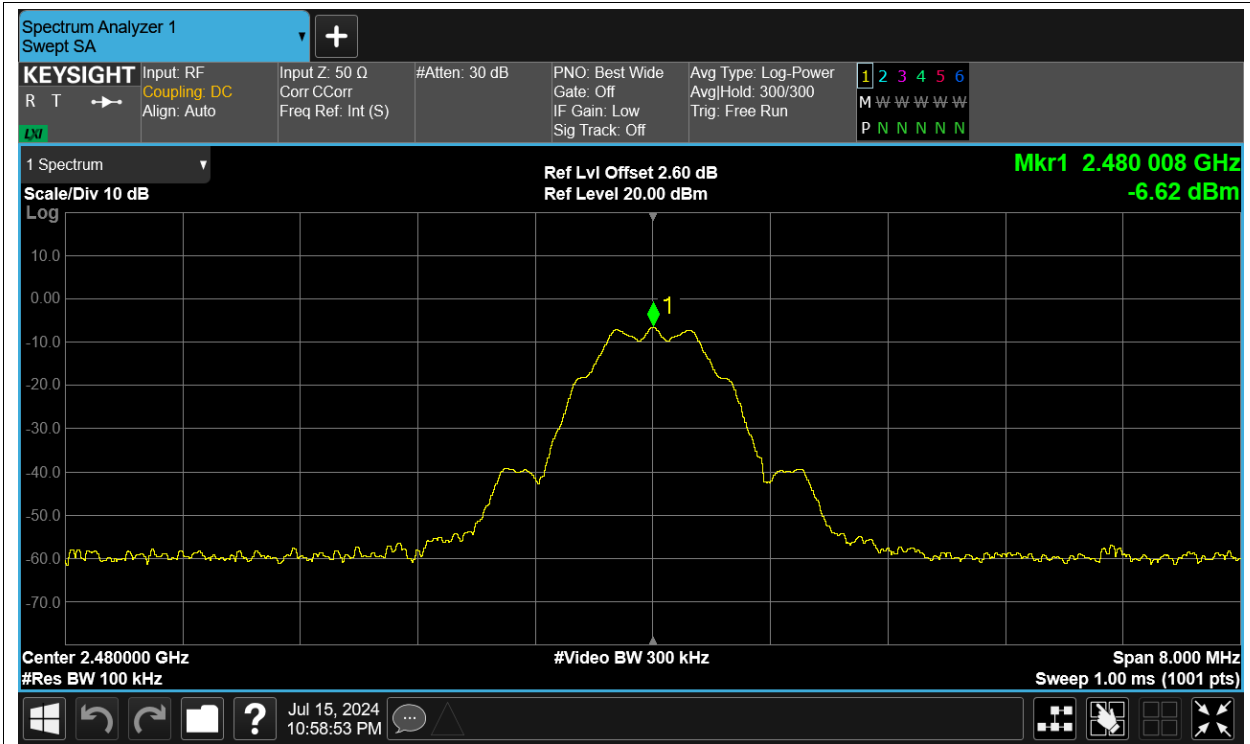 Spectrum Analyzer 1
Swept SA
KEYSIGHT
R T
LXI
Input: RF
Coupling: DC
Align: Auto
Input Z: 50 Ω
Corr CCorr
Freq Ref: Int (S)
#Atten: 30 dB
PNO: Best Wide
Gate: Off
IF Gain: Low
Sig Track: Off
Avg Type: Log-Power
Avg|Hold: 300/300
Trig: Free Run
1 2 3 4 5 6
M W W W W W
P N N N N N
1 Spectrum
Scale/Div 10 dB
Ref Lvl Offset 2.60 dB
Ref Level 20.00 dBm
Mkr1 2.480 008 GHz
-6.62 dBm
Log
10.0
0.00
-10.0
-20.0
-30.0
-40.0
-50.0
-60.0
-70.0
1
Center 2.480000 GHz
#Video BW 300 kHz
Span 8.000 MHz
#Res BW 100 kHz
Sweep 1.00 ms (1001 pts)
?
Jul 15, 2024
10:58:53 PM